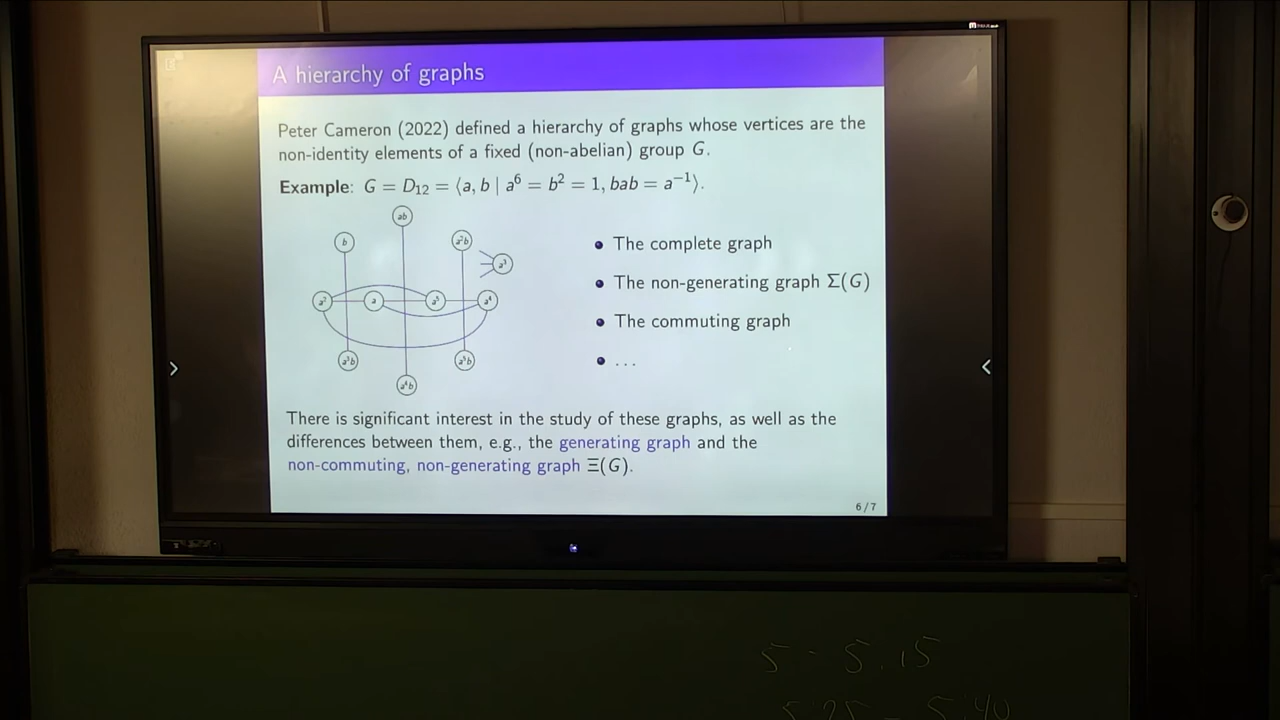 A hierarchy of graphs
Peter Cameron (2022) defined a hierarchy of graphs whose vertices are the
non-identity elements of a fixed (non-abelian) group G.
Example: G = D₁₂ = ⟨a, b | a⁶ = b² = 1, bab = a⁻¹⟩.
ab
b
a²b
a³
a²
a
a⁵
a⁴
a³b
a⁵b
a⁴b
• The complete graph
• The non-generating graph Σ(G)
• The commuting graph
• ...
There is significant interest in the study of these graphs, as well as the
differences between them, e.g., the generating graph and the
non-commuting, non-generating graph Ξ(G).
6 / 7
5 - 5.15
5.25 - 5.40